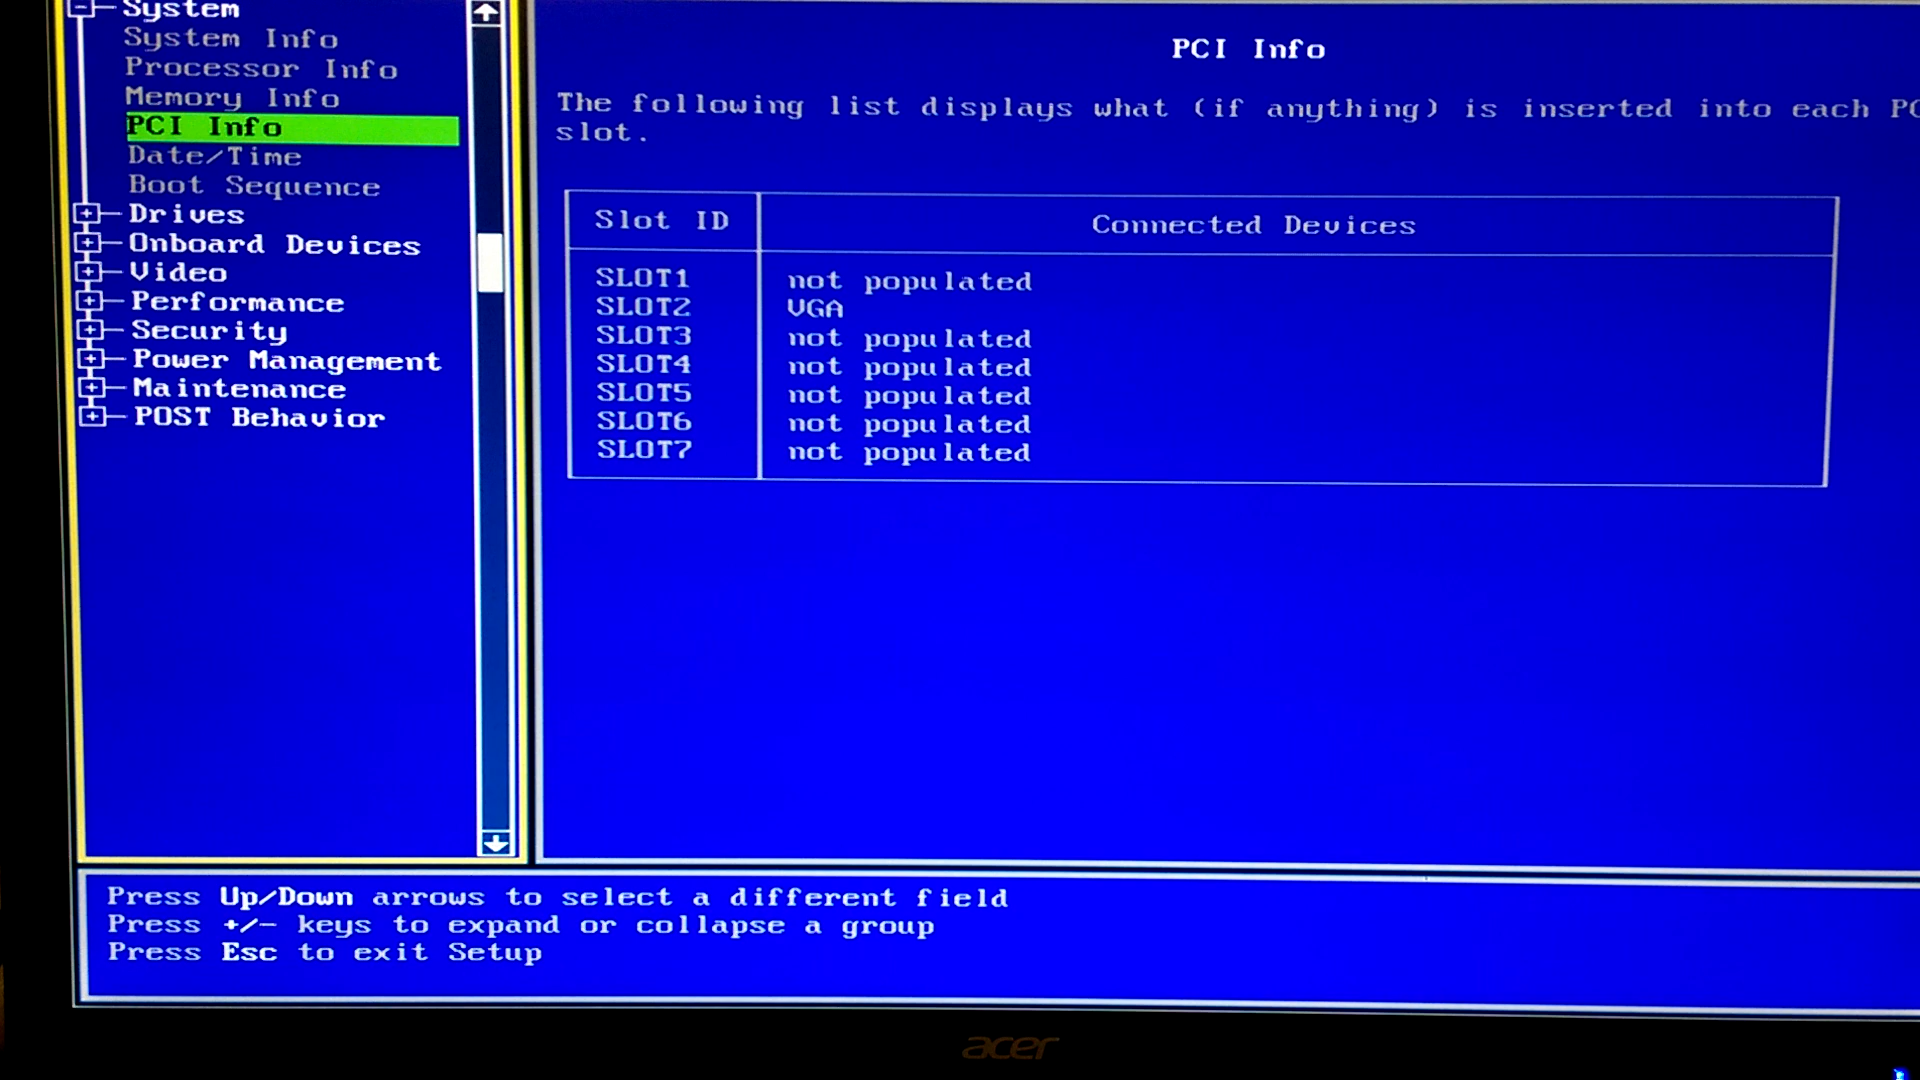 System
System Info
Processor Info
Memory Info
PCI Info
Date/Time
Boot Sequence
Drives
Onboard Devices
Video
Performance
Security
Power Management
Maintenance
POST Behavior
PCI Info
The following list displays what (if anything) is inserted into each
slot.
Slot ID Connected Devices
SLOT1 not populated
SLOT2 VGA
SLOT3 not populated
SLOT4 not populated
SLOT5 not populated
SLOT6 not populated
SLOT7 not populated
Press Up/Down arrows to select a different field
Press +/- keys to expand or collapse a group
Press Esc to exit Setup
acer